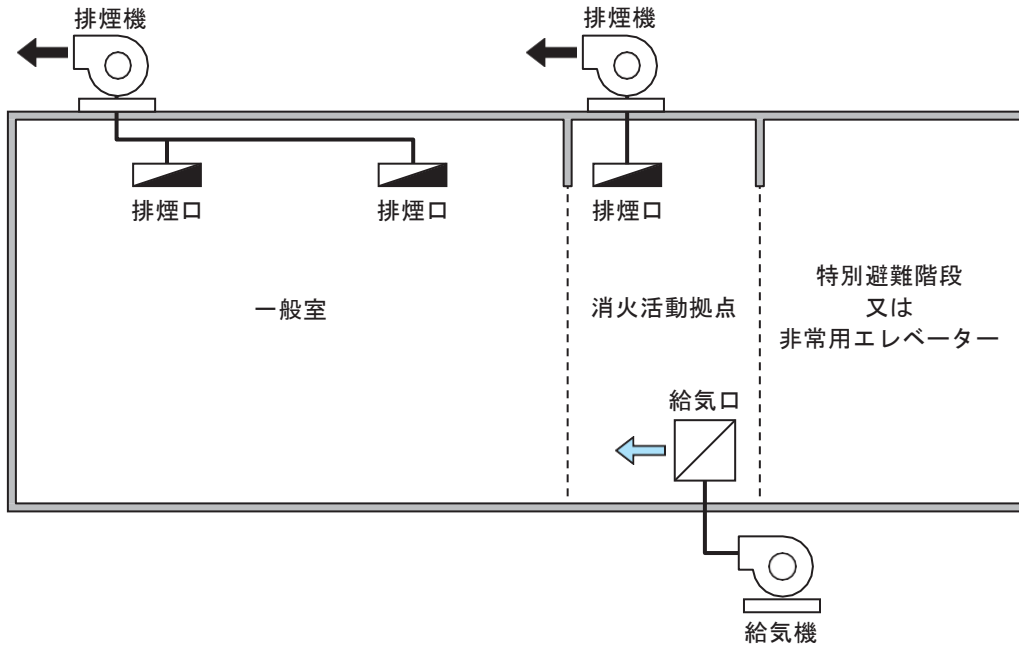 排煙機
排煙機
排煙口
排煙口
排煙口
一般室
消火活動拠点
特別避難階段
又は
非常用エレベーター
給気口
給気機